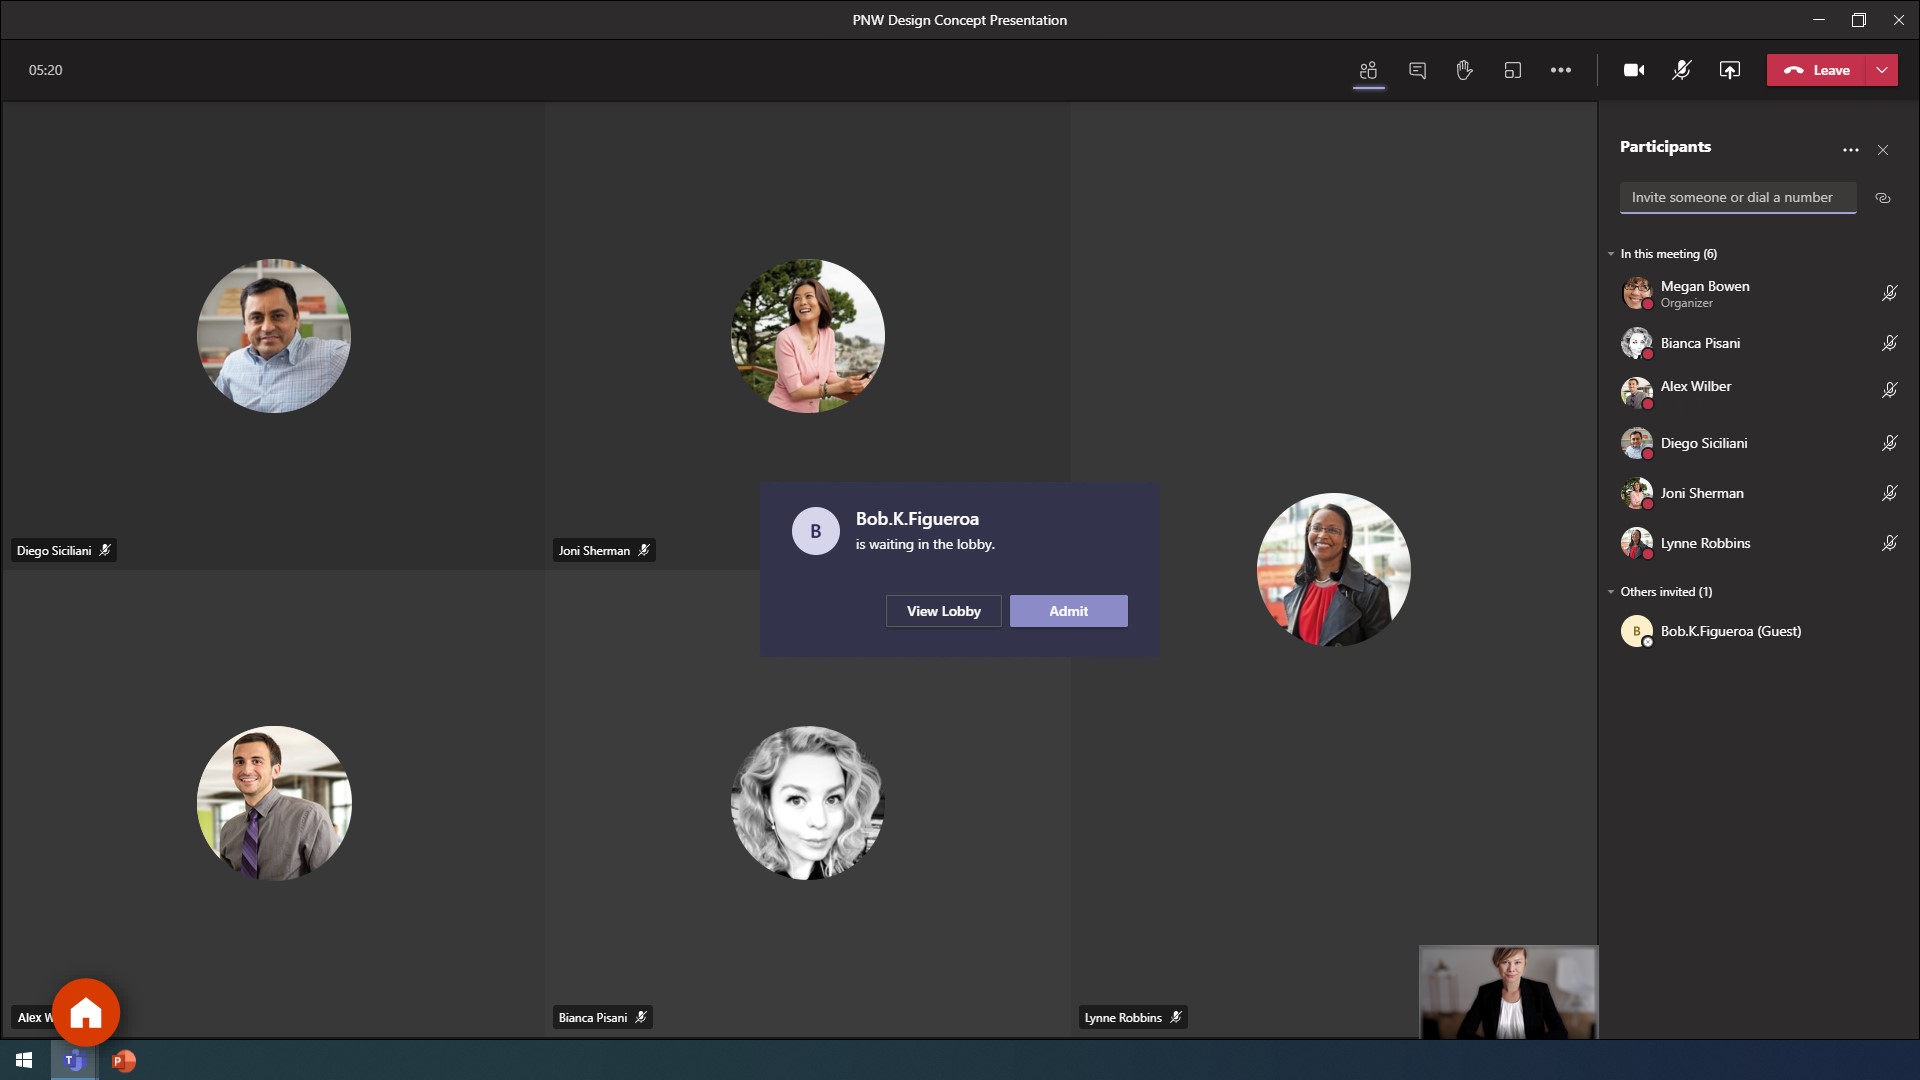 PNW Design Concept Presentation
05:20
Leave
Participants
Invite someone or dial a number
In this meeting (6)
Megan Bowen
Organizer
Bianca Pisani
Alex Wilber
Diego Siciliani
Joni Sherman
Lynne Robbins
Others invited (1)
B
Bob.K.Figueroa (Guest)
Diego Siciliani
Joni Sherman
B
Bob.K.Figueroa
is waiting in the lobby.
View Lobby
Admit
Alex W
Bianca Pisani
Lynne Robbins
T
P